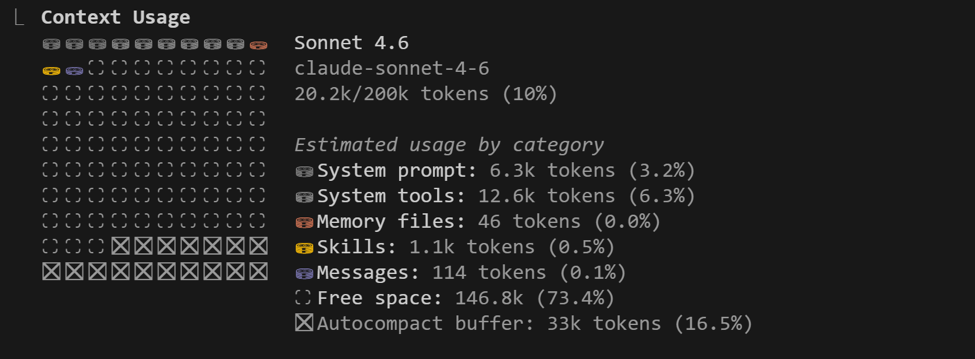 Context Usage
Sonnet 4.6
claude-sonnet-4-6
20.2k/200k tokens (10%)
Estimated usage by category
System prompt: 6.3k tokens (3.2%)
System tools: 12.6k tokens (6.3%)
Memory files: 46 tokens (0.0%)
Skills: 1.1k tokens (0.5%)
Messages: 114 tokens (0.1%)
Free space: 146.8k (73.4%)
Autocompact buffer: 33k tokens (16.5%)